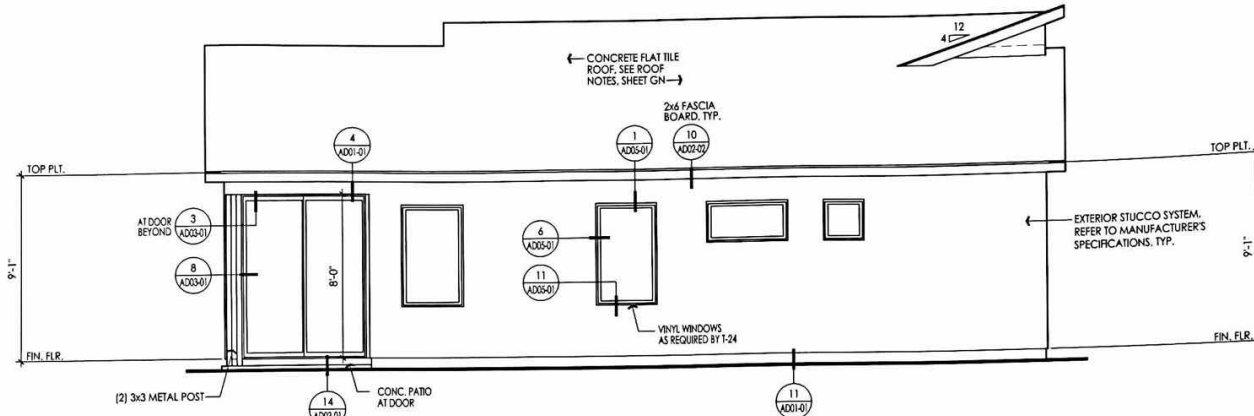 12
4
CONCRETE FLAT TILE
ROOF, SEE ROOF
NOTES, SHEET GN
2x6 FASCIA
BOARD, TYP.
4
AD01-01
1
AD05-01
10
AD02-02
TOP PLT.
TOP PLT.
AT DOOR
BEYOND
3
AD03-01
6
AD05-01
EXTERIOR STUCCO SYSTEM,
REFER TO MANUFACTURER'S
SPECIFICATIONS, TYP.
9'-1"
8
AD03-01
8'-0"
11
AD05-01
9'-1"
VINYL WINDOWS
AS REQUIRED BY T-24
FIN. FLR.
FIN. FLR.
(2) 3x3 METAL POST
14
CONC. PATIO
AT DOOR
11
AD01-01